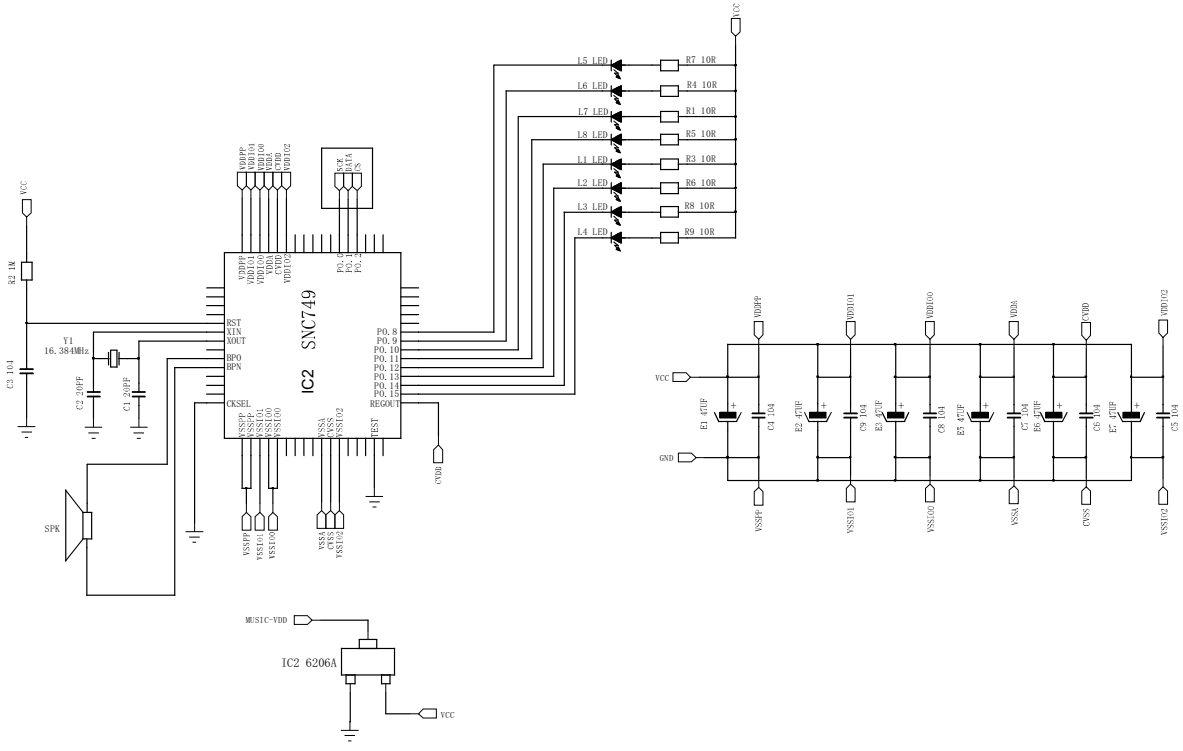 VCC
L5 LED
R7 10R
L6 LED
R4 10R
L7 LED
R1 10R
L8 LED
R5 10R
L1 LED
R3 10R
L2 LED
R6 10R
L3 LED
R8 10R
L4 LED
R9 10R
VDDPP
VDDIO1
VDDIO0
VDDA
CVDD
VDDIO2
SCK
DATA
CS
VCC
R2 1M
C3 104
VDDPP
VDDIO1
VDDIO0
VDDA
CVDD
VDDIO2
P0.0
P0.1
P0.2
SNC749
IC2
RST
XIN
XOUT
BPO
BPN
CKSEL
P0.8
P0.9
P0.10
P0.11
P0.12
P0.13
P0.14
P0.15
REGOUT
VSSPP
VSSPP
VSSIO1
VSSIO0
VSSIO0
VSSA
CVSS
VSSIO2
TEST
Y1
16.384MHz
C2 20PF
C1 20PF
SPK
VSSPP
VSSIO1
VSSIO0
VSSA
CVSS
VSSIO2
CVDD
VDDPP
VDDIO1
VDDIO0
VDDA
CVDD
VDDIO2
VCC
GND
E1 47UF
+
C4 104
E2 47UF
+
C9 104
E3 47UF
+
C8 104
E5 47UF
+
C7 104
E6 47UF
+
C6 104
E7 47UF
+
C5 104
VSSPP
VSSIO1
VSSIO0
VSSA
CVSS
VSSIO2
MUSIC-VDD
IC2 6206A
VCC